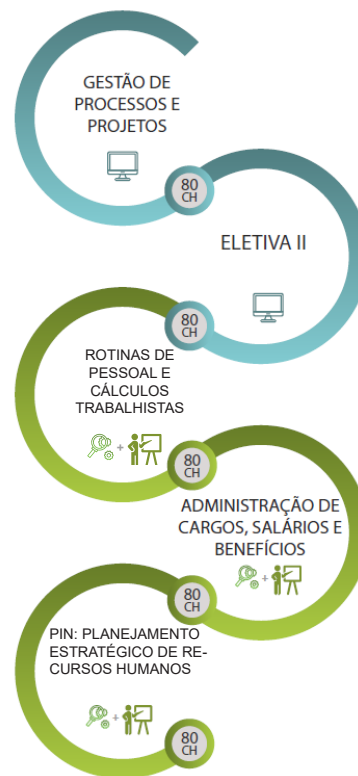 GESTÃO DE
PROCESSOS E
PROJETOS
80
CH
ELETIVA II
80
CH
ROTINAS DE
PESSOAL E
CÁLCULOS
TRABALHISTAS
+
80
CH
ADMINISTRAÇÃO DE
CARGOS, SALÁRIOS E
BENEFÍCIOS
+
80
CH
PIN: PLANEJAMENTO
ESTRATÉGICO DE RE-
CURSOS HUMANOS
+
80
CH